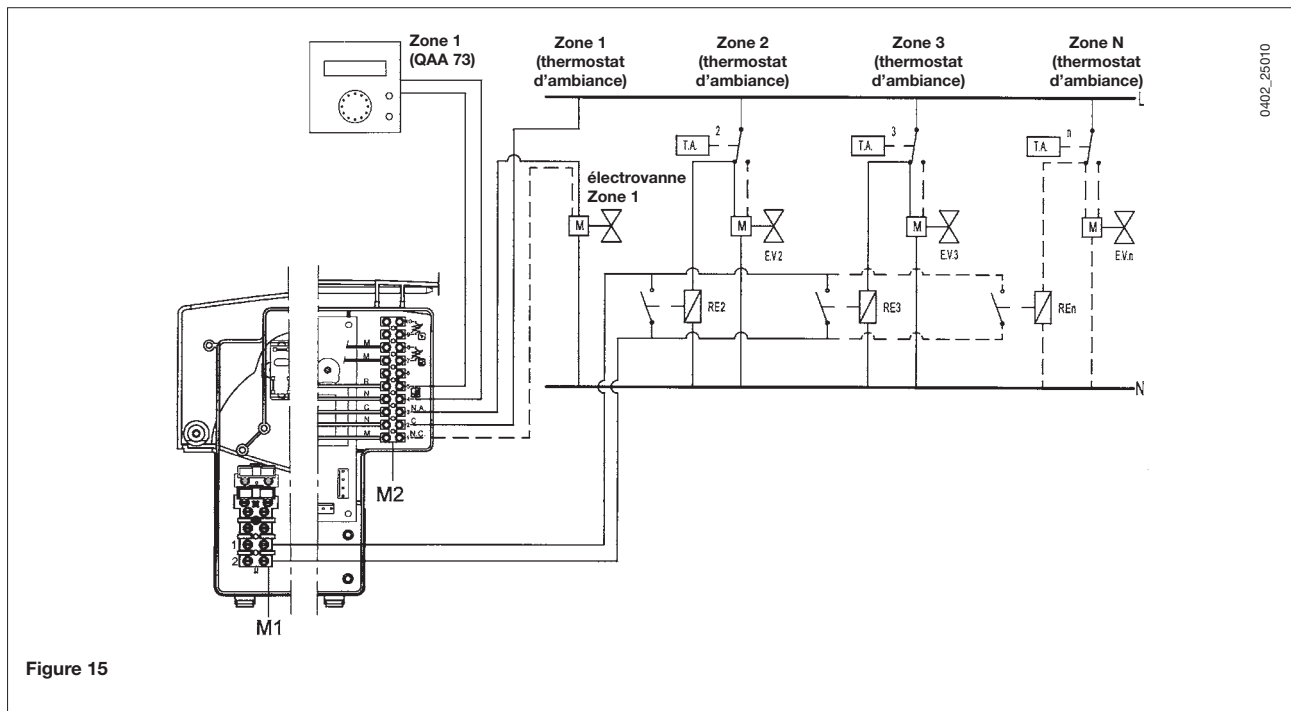 Zone 1
(QAA 73)
Zone 1
(thermostat
d'ambiance)
Zone 2
(thermostat
d'ambiance)
Zone 3
(thermostat
d'ambiance)
Zone N
(thermostat
d'ambiance)
0402_25010
L
2
T.A.
3
T.A.
n
T.A.
électrovanne
Zone 1
M
M
M
M
E.V.2
E.V.3
E.V.n
RE2
RE3
REn
N
M
M
R
N
C
N.A.
N
C
M
N.C.
M2
1
2
M1
Figure 15